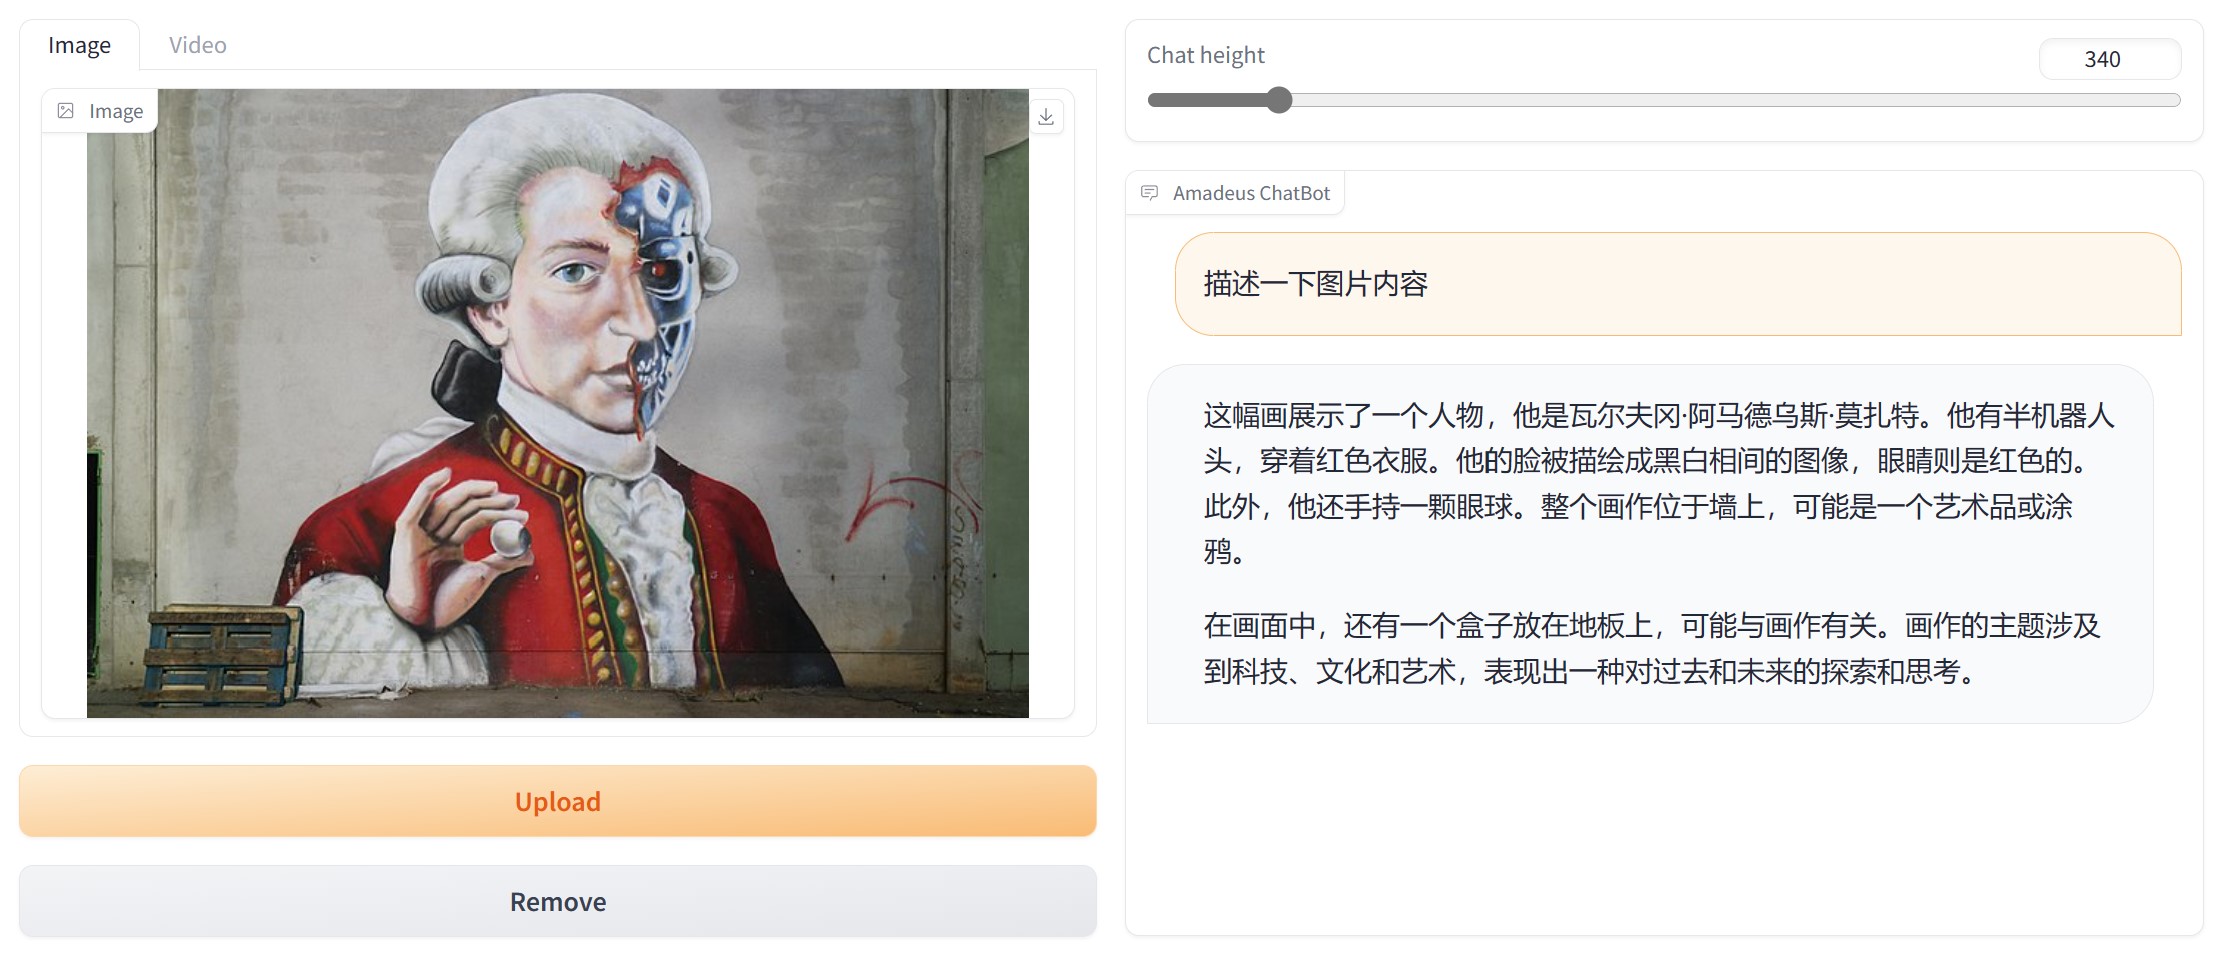 Image
Video
Image
Upload
Remove
Chat height
340
Amadeus ChatBot
描述一下图片内容
这幅画展示了一个人物，他是瓦尔夫冈·阿马德乌斯·莫扎特。他有半机器人
头，穿着红色衣服。他的脸被描绘成黑白相间的图像，眼睛则是红色的。
此外，他还手持一颗眼球。整个画作位于墙上，可能是一个艺术品或涂
鸦。
在画面中，还有一个盒子放在地板上，可能与画作有关。画作的主题涉及
到科技、文化和艺术，表现出一种对过去和未来的探索和思考。